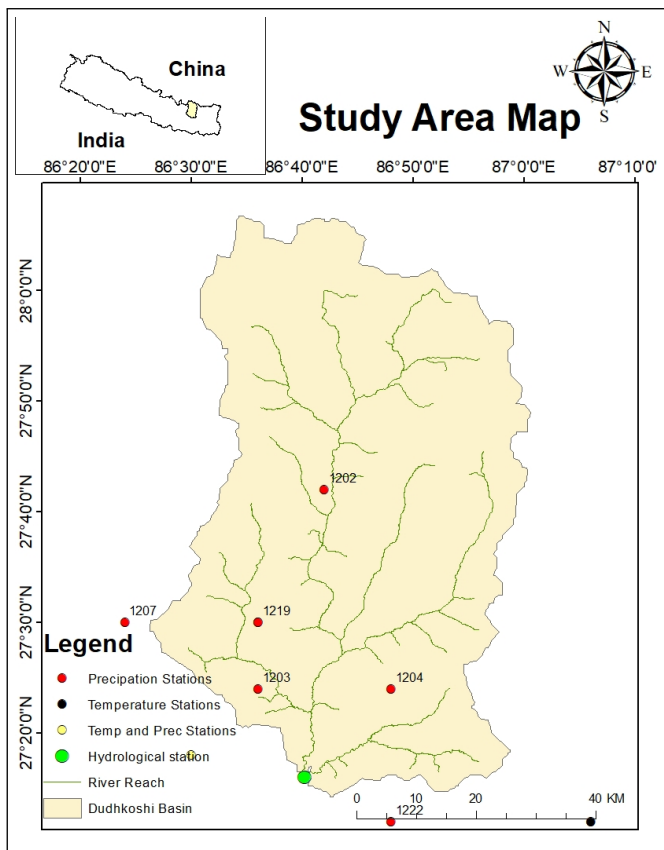 China
India
N
W
E
S
Study Area Map
86°20'0"E
86°30'0"E
86°40'0"E
86°50'0"E
87°0'0"E
87°10'0"
28°0'0"N
27°50'0"N
27°40'0"N
27°30'0"N
27°20'0"N
1202
1207
1219
1203
1204
Legend
Precipation Stations
Temperature Stations
Temp and Prec Stations
Hydrological station
River Reach
Dudhkoshi Basin
0 10 20 40 KM
1222